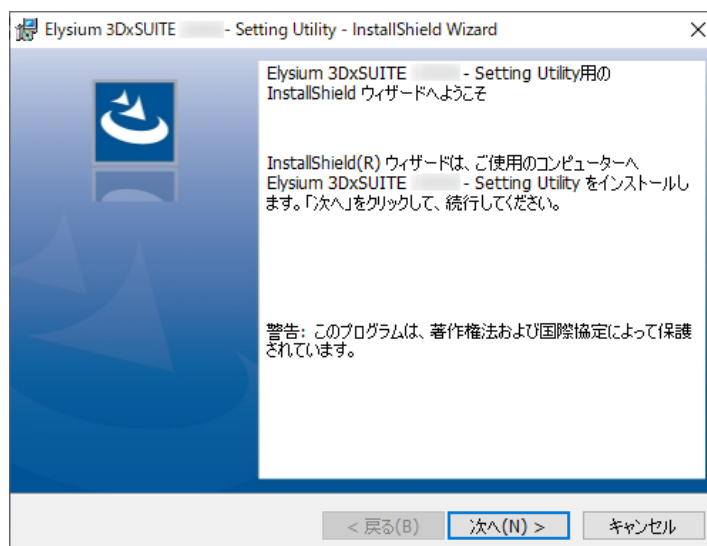 Elysium 3DxSUITE - Setting Utility - InstallShield Wizard
Elysium 3DxSUITE - Setting Utility用の
InstallShield ウィザードへようこそ
InstallShield(R) ウィザードは、ご使用のコンピューターへ
Elysium 3DxSUITE - Setting Utility をインストールし
ます。「次へ」をクリックして、続行してください。
警告: このプログラムは、著作権法および国際協定によって保護
されています。
< 戻る(B) 次へ(N) > キャンセル